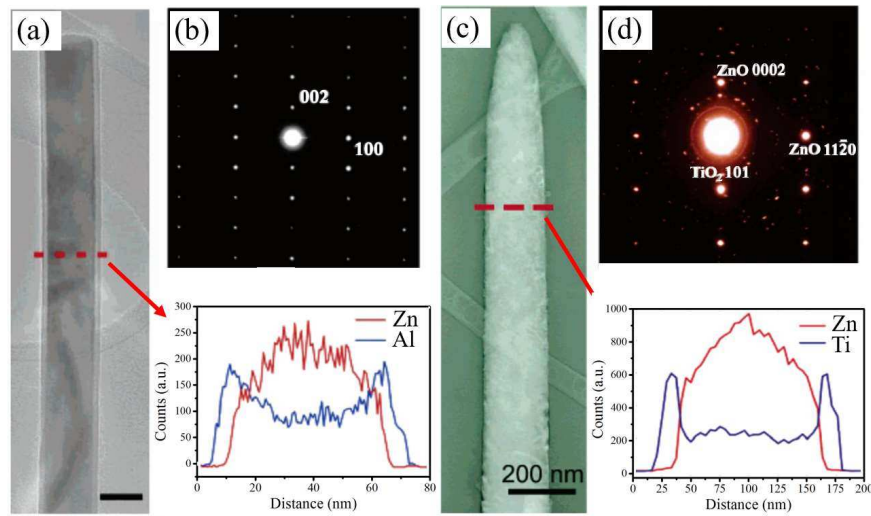 (a)
(b)
002
100
(c)
200 nm
(d)
ZnO 0002
ZnO 112̄0
TiO₂ 101
Zn
Al
Counts (a.u.)
300
250
200
150
100
50
0
0
20
40
60
80
Distance (nm)
Zn
Ti
Counts (a.u.)
1000
800
600
400
200
0
0
25
50
75
100
125
150
175
200
Distance (nm)